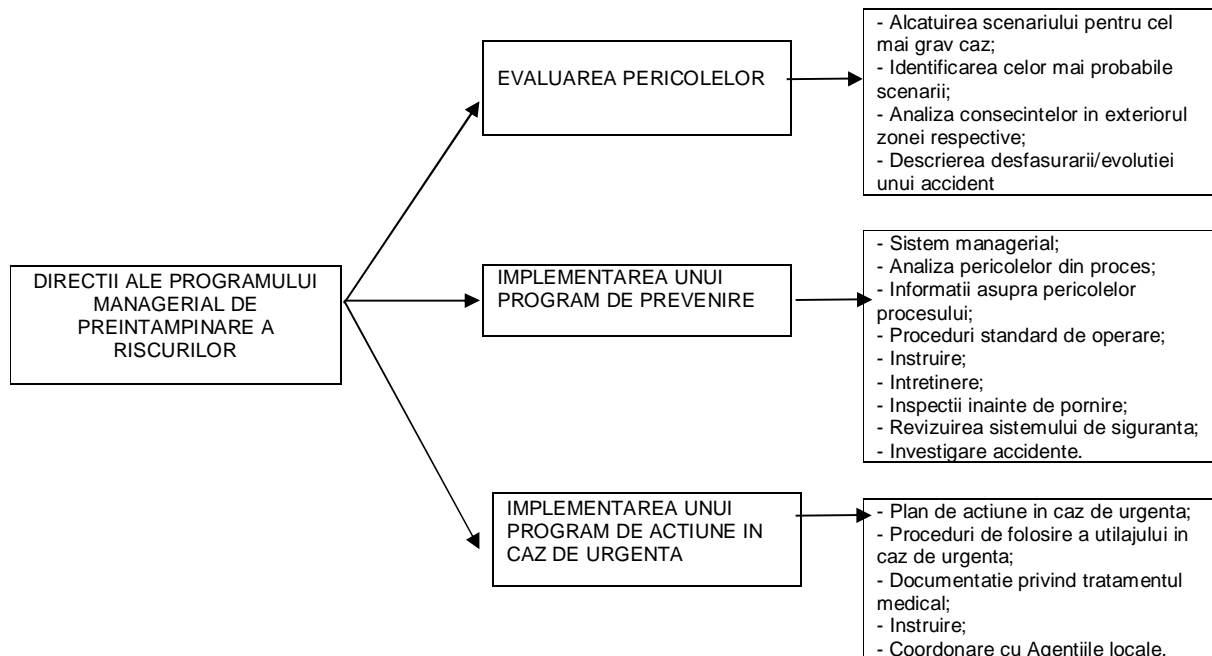 DIRECTII ALE PROGRAMULUI
MANAGERIAL DE
PREINTAMPINARE A
RISCURILOR
EVALUAREA PERICOLELOR
- Alcatuirea scenariului pentru cel
mai grav caz;
- Identificarea celor mai probabile
scenarii;
- Analiza consecintelor in exteriorul
zonei respective;
- Descrierea desfasurarii/evolutiei
unui accident
IMPLEMENTAREA UNUI
PROGRAM DE PREVENIRE
- Sistem managerial;
- Analiza pericolelor din proces;
- Informatii asupra pericolelor
procesului;
- Proceduri standard de operare;
- Instruire;
- Intretinere;
- Inspectii inainte de pornire;
- Revizuirea sistemului de siguranta;
- Investigare accidente.
IMPLEMENTAREA UNUI
PROGRAM DE ACTIUNE IN
CAZ DE URGENTA
- Plan de actiune in caz de urgenta;
- Proceduri de folosire a utilajului in
caz de urgenta;
- Documentatie privind tratamentul
medical;
- Instruire;
- Coordonare cu Agentiile locale.